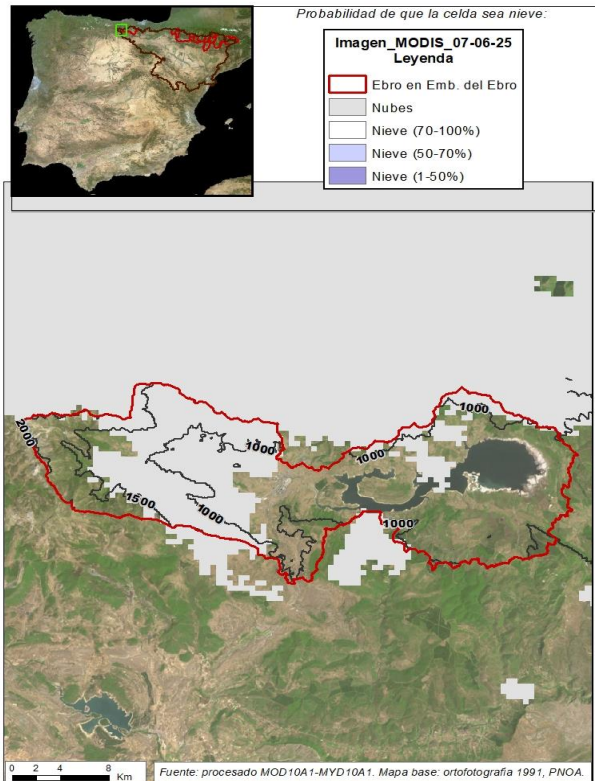 Probabilidad de que la celda sea nieve:
Imagen_MODIS_07-06-25
Leyenda
Ebro en Emb. del Ebro
Nubes
Nieve (70-100%)
Nieve (50-70%)
Nieve (1-50%)
1000
2000
1000
1000
1500
1000
1000
0 2 4 8
Km
Fuente: procesado MOD10A1-MYD10A1. Mapa base: ortofotografía 1991, PNOA.